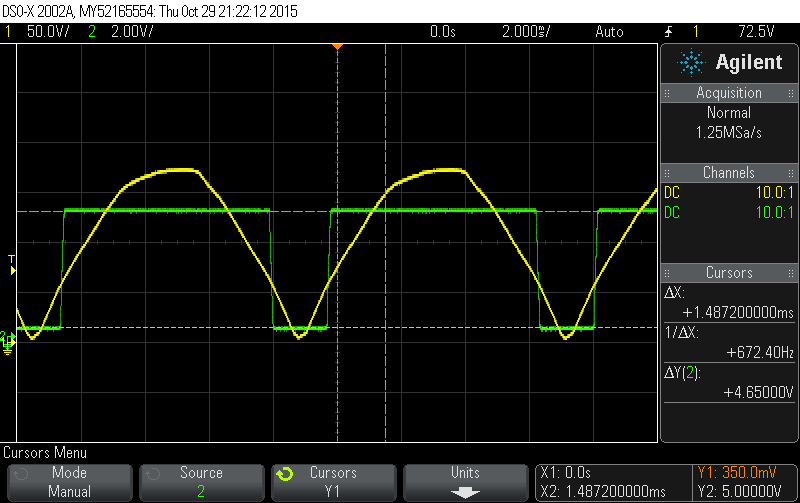 DSO-X 2002A, MY52165554: Thu Oct 29 21:22:12 2015
1 50.0V/ 2 2.00V/ 0.0s 2.000ms/ Auto 1 72.5V
Agilent
Acquisition
Normal
1.25MSa/s
Channels
DC 10.0:1
DC 10.0:1
Cursors
ΔX:
+1.487200000ms
1/ΔX:
+672.40Hz
ΔY(2):
+4.65000V
T
2
Cursors Menu
Mode
Manual
Source
2
Cursors
Y1
Units
X1: 0.0s
X2: 1.487200000ms
Y1: 350.0mV
Y2: 5.00000V